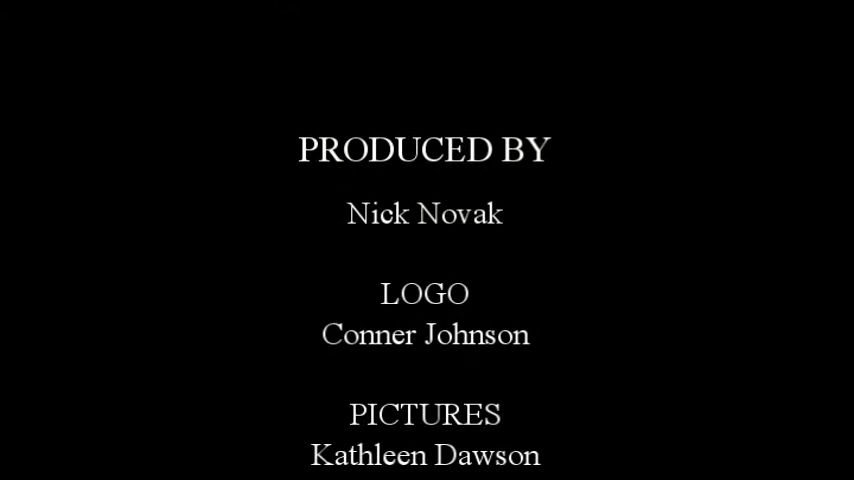 PRODUCED BY
Nick Novak
LOGO
Conner Johnson
PICTURES
Kathleen Dawson